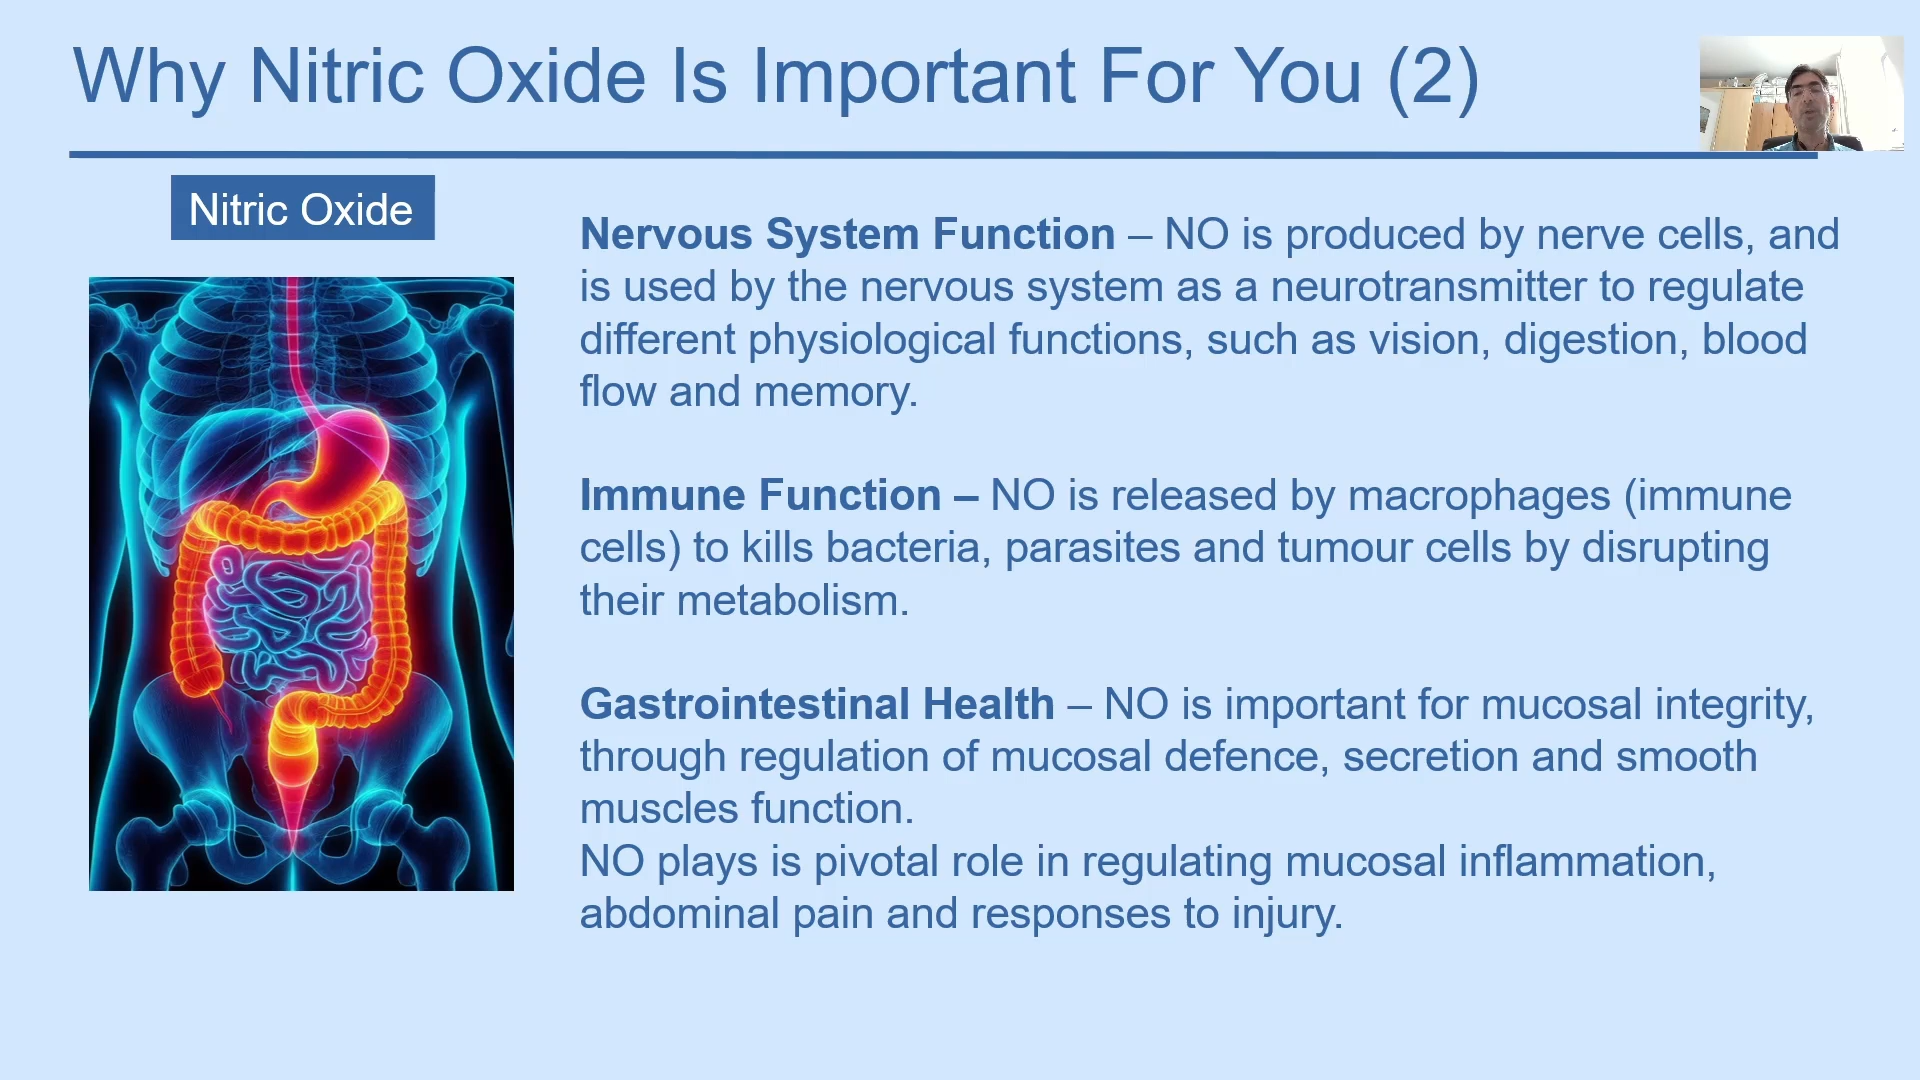 Why Nitric Oxide Is Important For You (2)
Nitric Oxide
Nervous System Function – NO is produced by nerve cells, and
is used by the nervous system as a neurotransmitter to regulate
different physiological functions, such as vision, digestion, blood
flow and memory.
Immune Function – NO is released by macrophages (immune
cells) to kills bacteria, parasites and tumour cells by disrupting
their metabolism.
Gastrointestinal Health – NO is important for mucosal integrity,
through regulation of mucosal defence, secretion and smooth
muscles function.
NO plays is pivotal role in regulating mucosal inflammation,
abdominal pain and responses to injury.